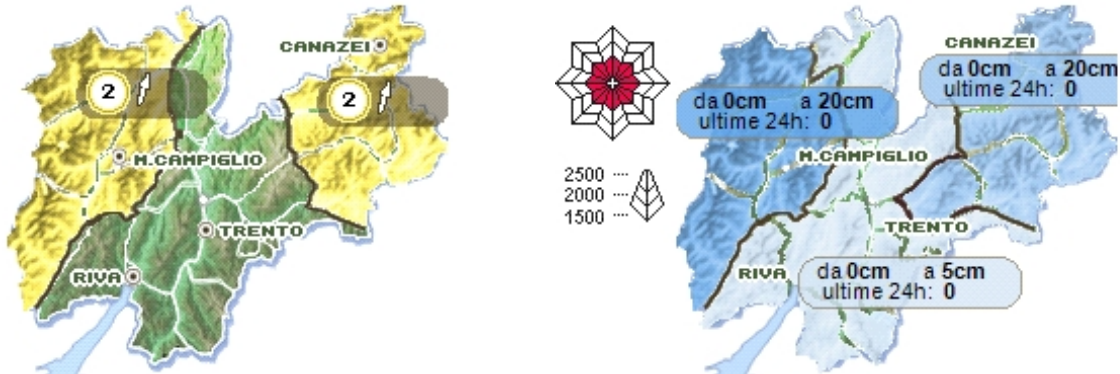 CANAZEI
2
2
M.CAMPIGLIO
TRENTO
RIVA
2500
2000
1500
CANAZEI
da 0cm a 20cm
ultime 24h: 0
da 0cm a 20cm
ultime 24h: 0
M.CAMPIGLIO
TRENTO
RIVA
da 0cm a 5cm
ultime 24h: 0